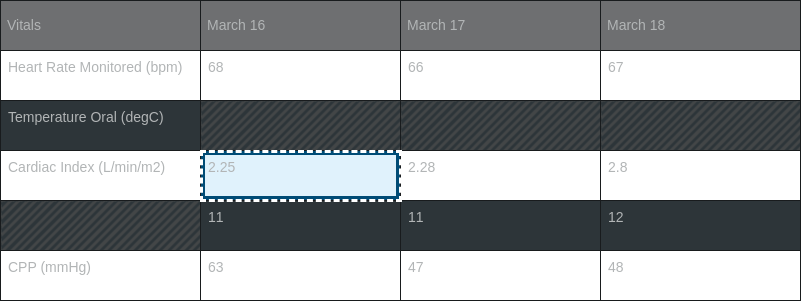 Vitals March 16 March 17 March 18
Heart Rate Monitored (bpm) 68 66 67
Temperature Oral (degC)
Cardiac Index (L/min/m2) 2.25 2.28 2.8
11 11 12
CPP (mmHg) 63 47 48